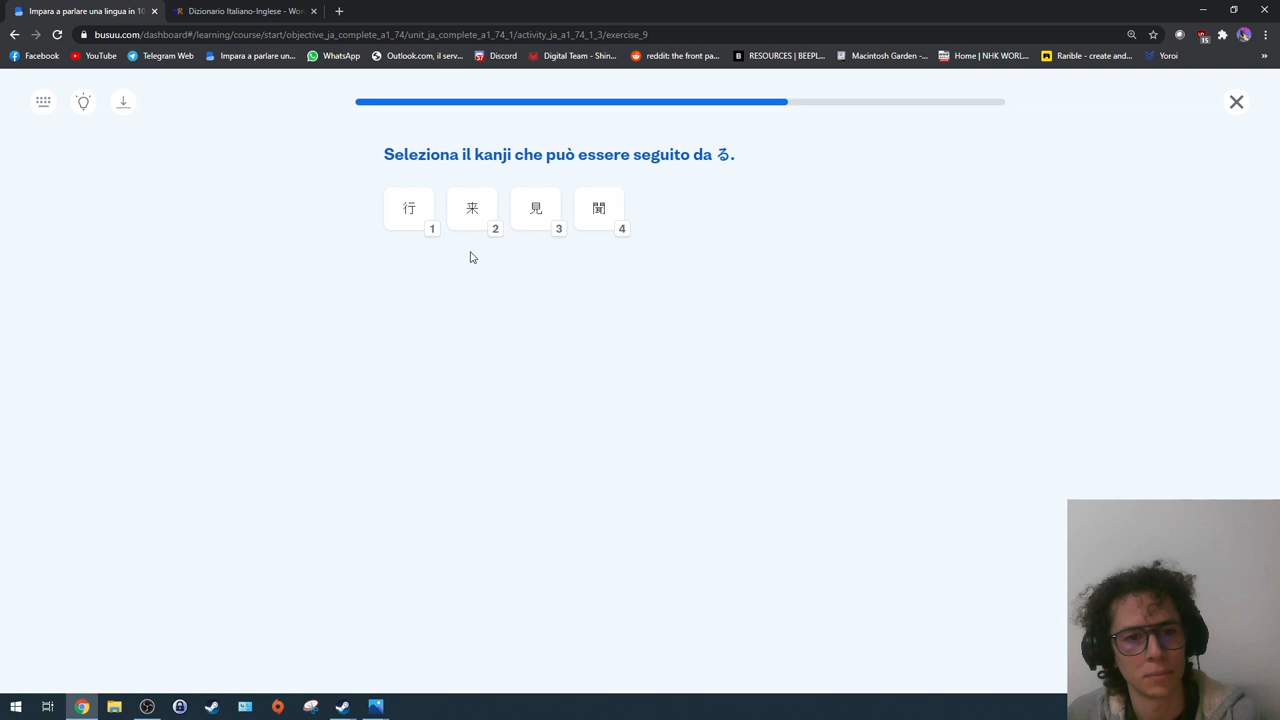 Impara a parlare una lingua in 10
Dizionario Italiano-Inglese - Wor
busuu.com/dashboard#/learning/course/start/objective_ja_complete_a1_74/unit_ja_complete_a1_74_1/activity_ja_a1_74_1_3/exercise_9
15
Facebook
YouTube
Telegram Web
Impara a parlare un...
WhatsApp
Outlook.com, il serv...
57
Discord
Digital Team - Shin...
reddit: the front pa...
B
RESOURCES | BEEPL...
Macintosh Garden -...
Home | NHK WORL...
Rarible - create and...
Yoroi
»
Seleziona il kanji che può essere seguito da る.
行 来 見 聞
1 2 3 4